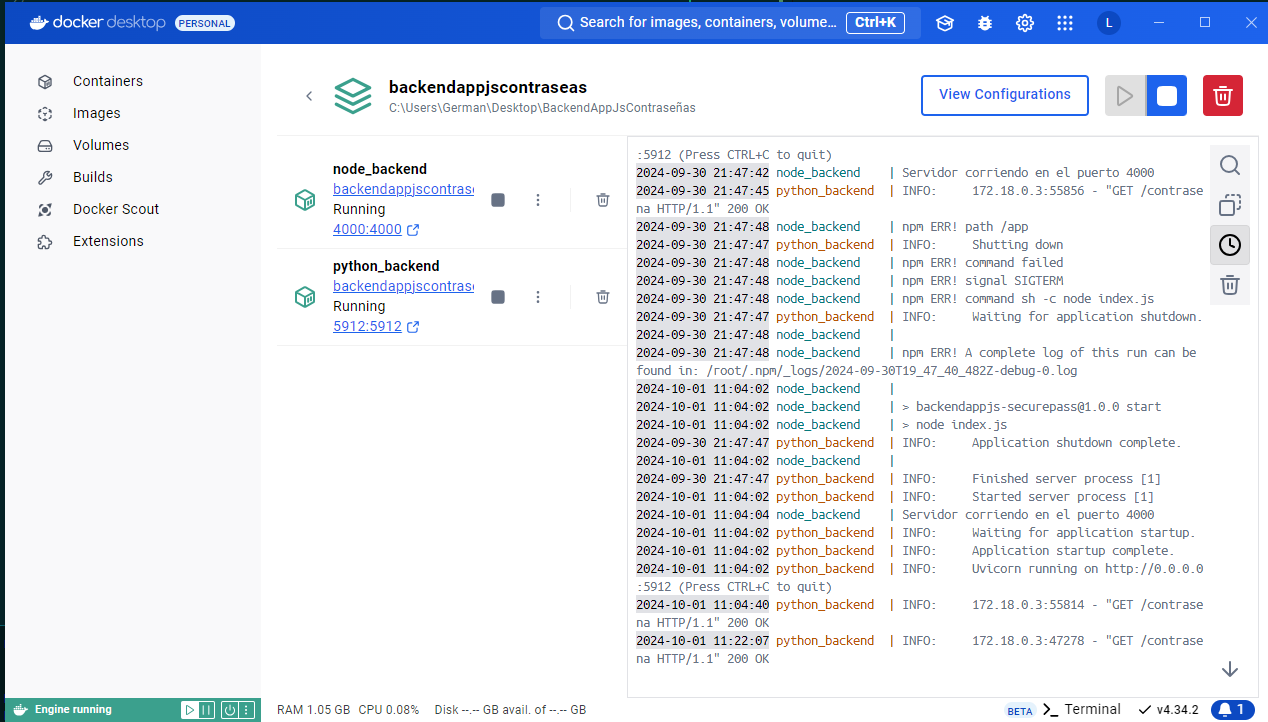 docker desktop PERSONAL
Search for images, containers, volume... Ctrl+K
L
Containers
Images
Volumes
Builds
Docker Scout
Extensions
backendappjscontraseas
C:\Users\German\Desktop\BackendAppJsContraseñas
View Configurations
node_backend
backendappjscontrase
Running
4000:4000
python_backend
backendappjscontrase
Running
5912:5912
:5912 (Press CTRL+C to quit)
2024-09-30 21:47:42 node_backend | Servidor corriendo en el puerto 4000
2024-09-30 21:47:45 python_backend | INFO: 172.18.0.3:55856 - "GET /contrase
na HTTP/1.1" 200 OK
2024-09-30 21:47:48 node_backend | npm ERR! path /app
2024-09-30 21:47:47 python_backend | INFO: Shutting down
2024-09-30 21:47:48 node_backend | npm ERR! command failed
2024-09-30 21:47:48 node_backend | npm ERR! signal SIGTERM
2024-09-30 21:47:48 node_backend | npm ERR! command sh -c node index.js
2024-09-30 21:47:47 python_backend | INFO: Waiting for application shutdown.
2024-09-30 21:47:48 node_backend |
2024-09-30 21:47:48 node_backend | npm ERR! A complete log of this run can be
found in: /root/.npm/_logs/2024-09-30T19_47_40_482Z-debug-0.log
2024-10-01 11:04:02 node_backend |
2024-10-01 11:04:02 node_backend | > backendappjs-securepass@1.0.0 start
2024-10-01 11:04:02 node_backend | > node index.js
2024-09-30 21:47:47 python_backend | INFO: Application shutdown complete.
2024-10-01 11:04:02 node_backend |
2024-09-30 21:47:47 python_backend | INFO: Finished server process [1]
2024-10-01 11:04:02 python_backend | INFO: Started server process [1]
2024-10-01 11:04:04 node_backend | Servidor corriendo en el puerto 4000
2024-10-01 11:04:02 python_backend | INFO: Waiting for application startup.
2024-10-01 11:04:02 python_backend | INFO: Application startup complete.
2024-10-01 11:04:02 python_backend | INFO: Uvicorn running on http://0.0.0.0
:5912 (Press CTRL+C to quit)
2024-10-01 11:04:40 python_backend | INFO: 172.18.0.3:55814 - "GET /contrase
na HTTP/1.1" 200 OK
2024-10-01 11:22:07 python_backend | INFO: 172.18.0.3:47278 - "GET /contrase
na HTTP/1.1" 200 OK
Engine running
RAM 1.05 GB CPU 0.08% Disk --.-- GB avail. of --.-- GB
BETA >_ Terminal v4.34.2 1